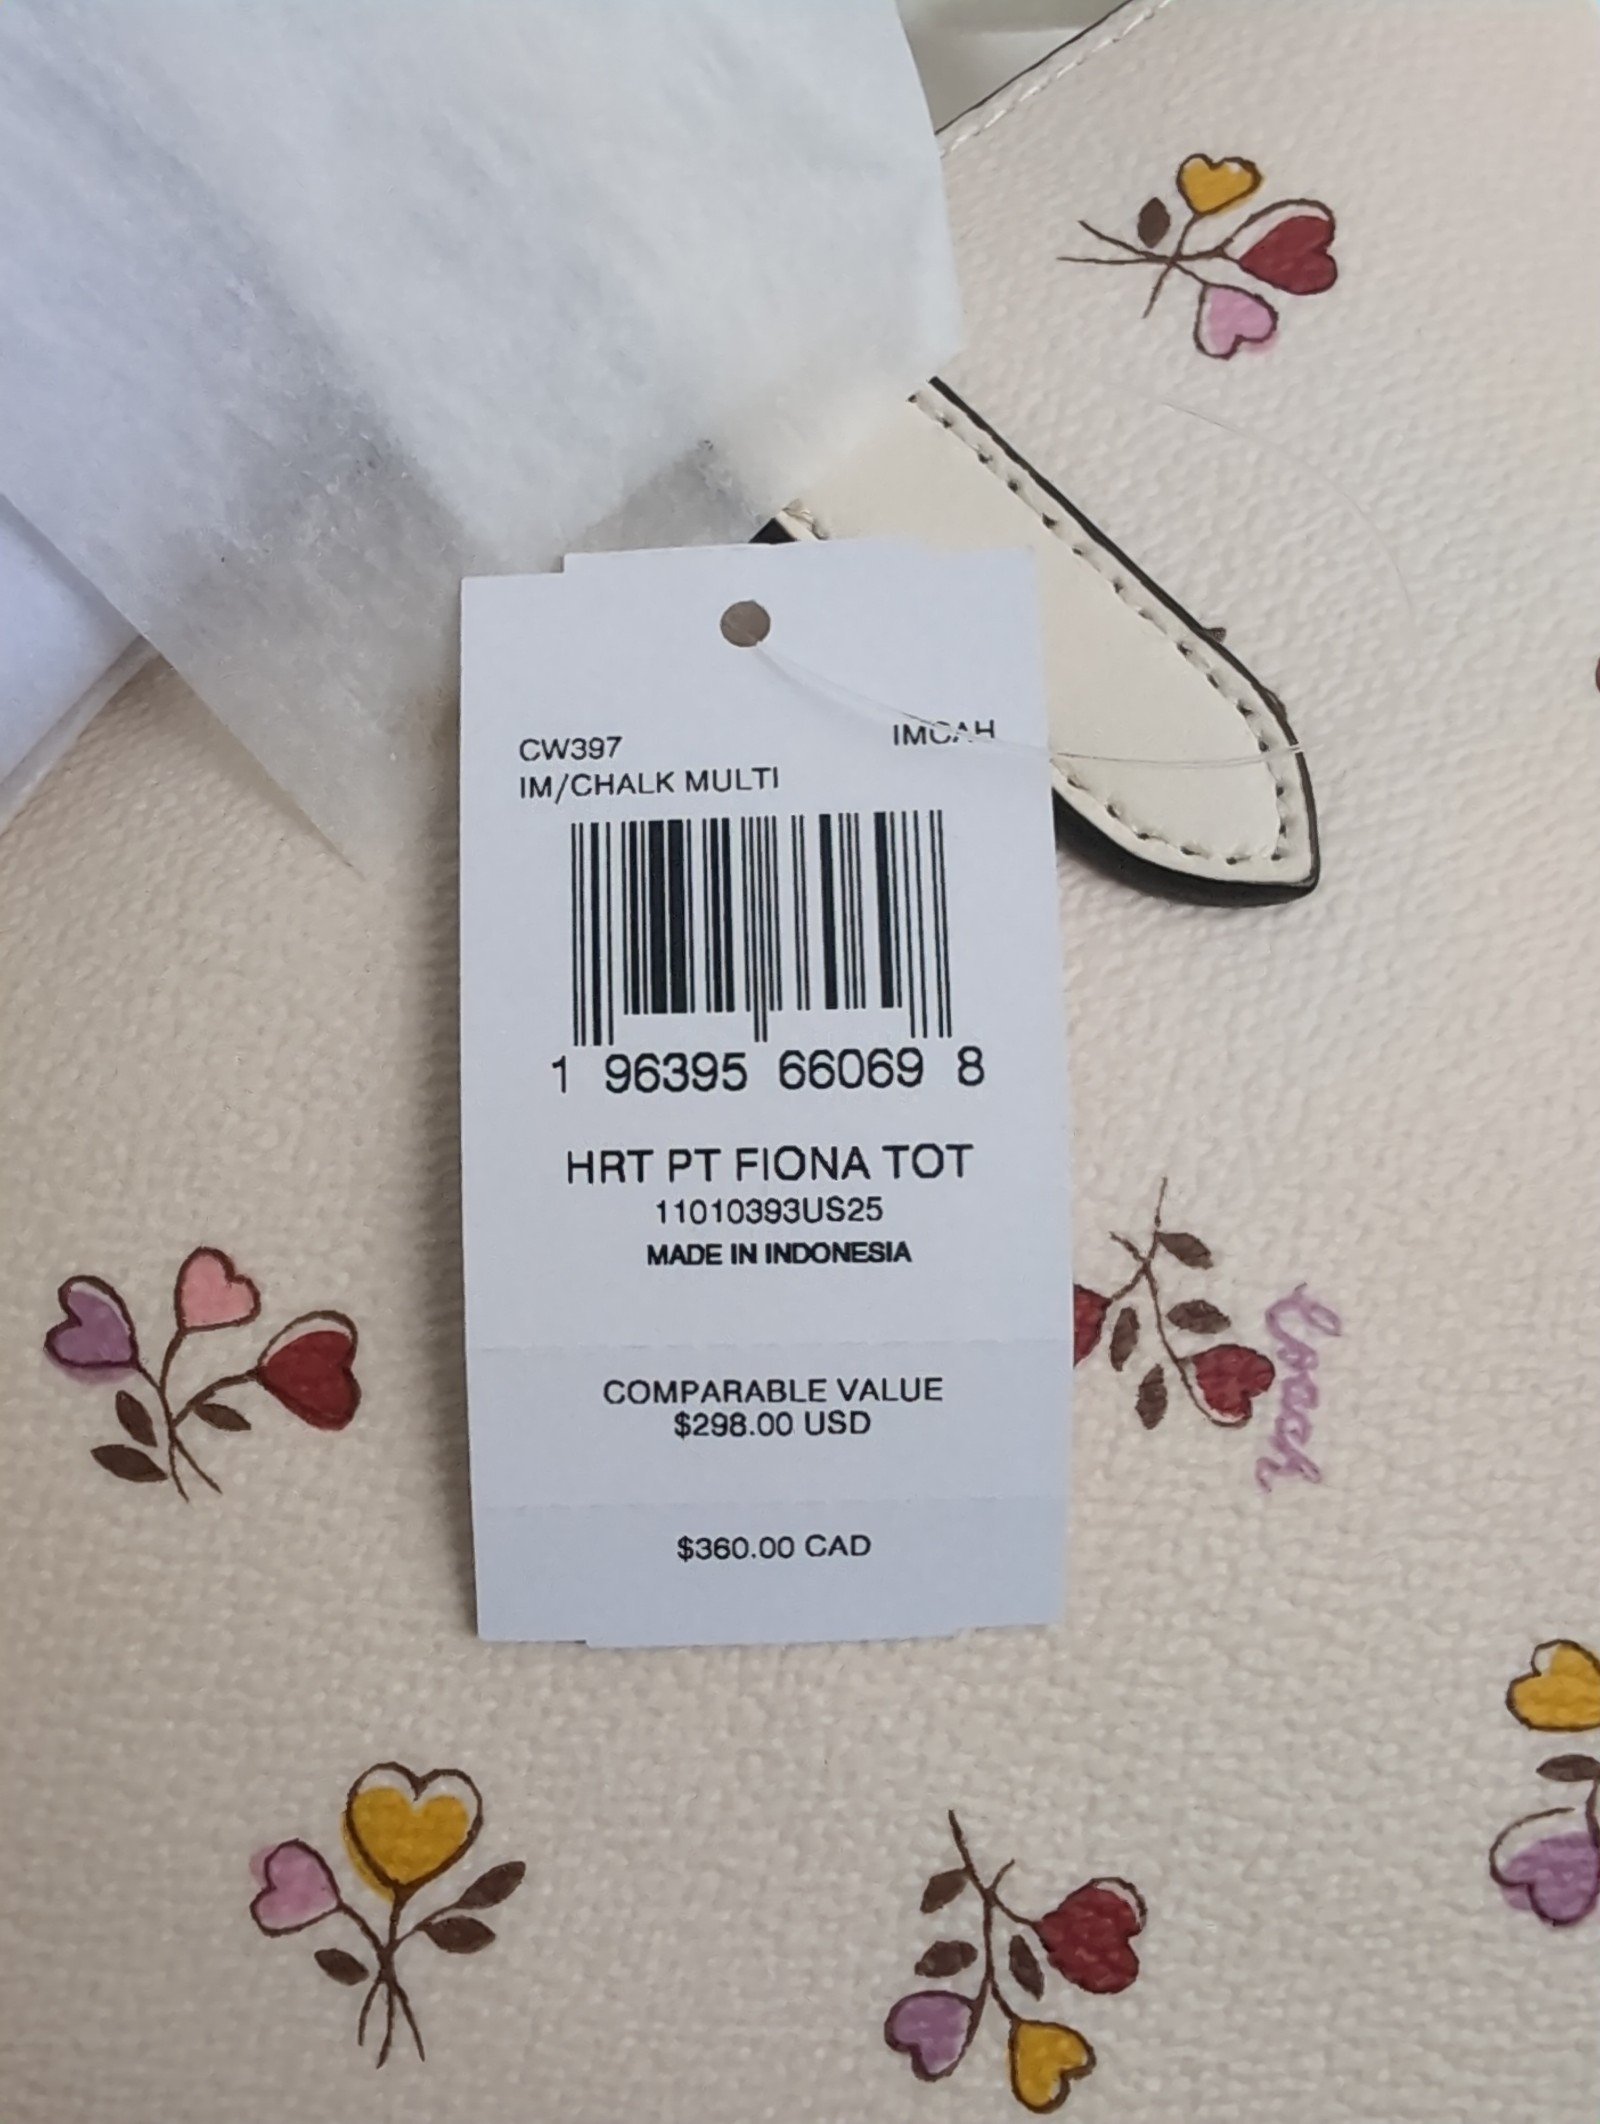 CW397 IMCAH
IM/CHALK MULTI
1 96395 66069 8
HRT PT FIONA TOT
11010393US25
MADE IN INDONESIA
COMPARABLE VALUE
$298.00 USD
$360.00 CAD
Coach